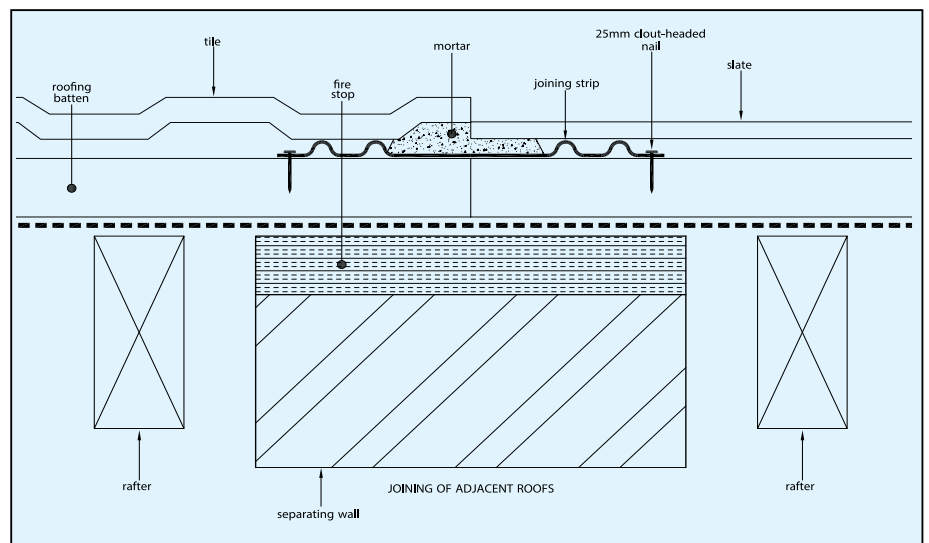 25mm clout-headed
nail
tile
mortar
slate
roofing
batten
fire
stop
joining strip
rafter
JOINING OF ADJACENT ROOFS
rafter
separating wall